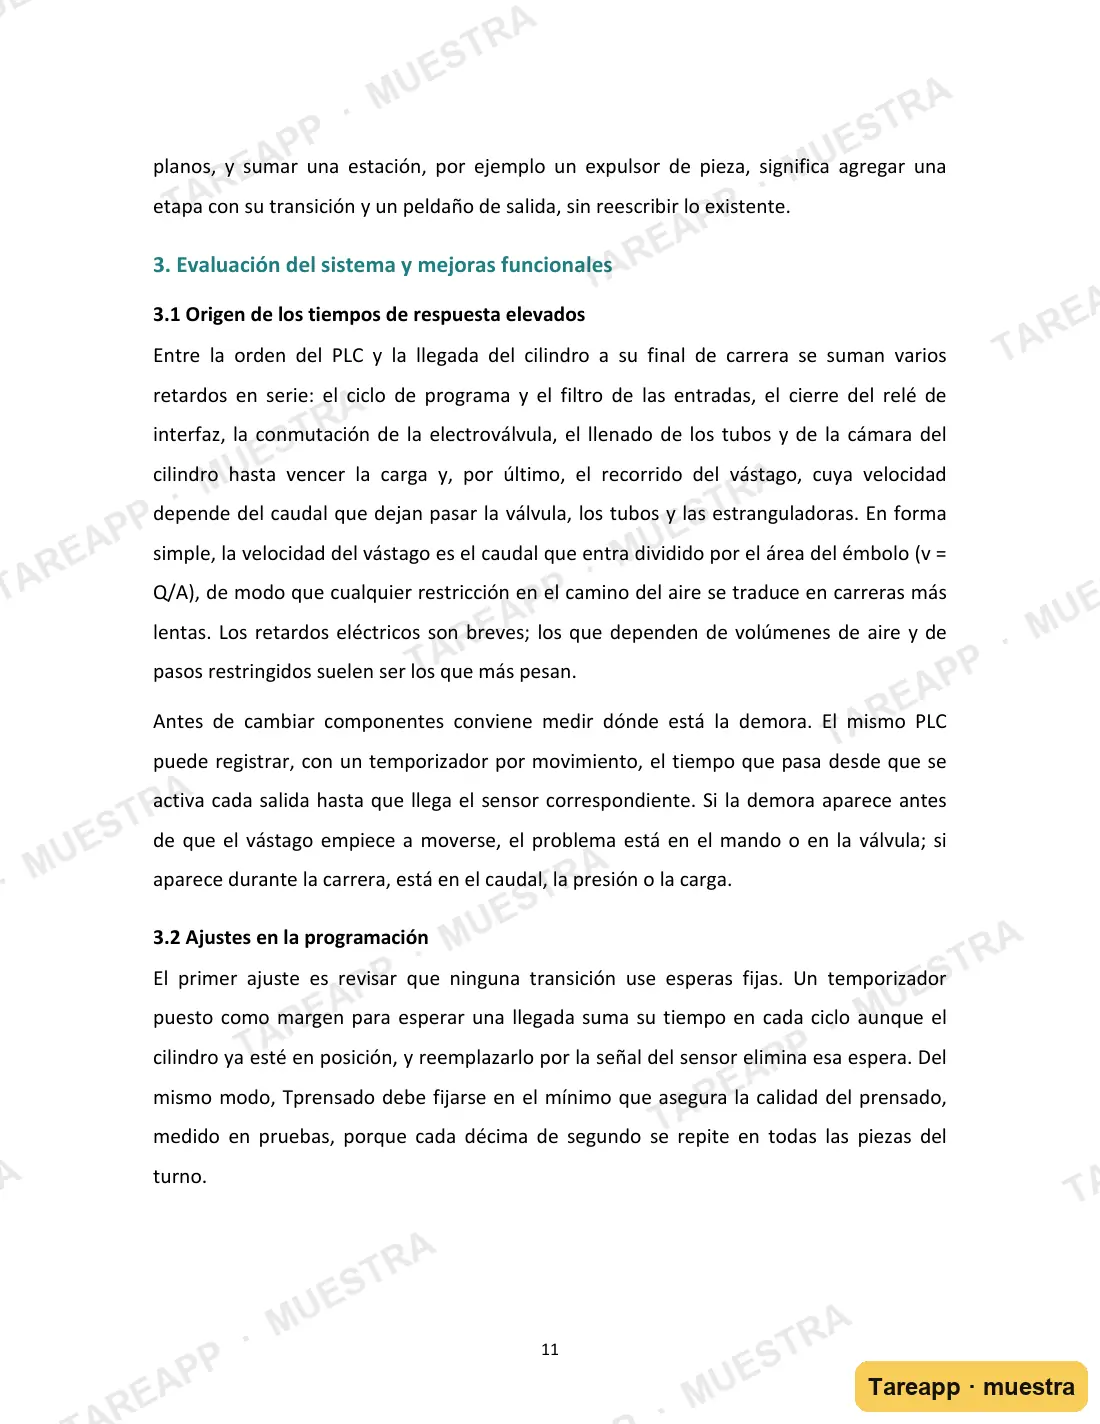 planos, y sumar una estación, por ejemplo un expulsor de pieza, significa agregar una
etapa con su transición y un peldaño de salida, sin reescribir lo existente.
3. Evaluación del sistema y mejoras funcionales
3.1 Origen de los tiempos de respuesta elevados
Entre la orden del PLC y la llegada del cilindro a su final de carrera se suman varios
retardos en serie: el ciclo de programa y el filtro de las entradas, el cierre del relé de
interfaz, la conmutación de la electroválvula, el llenado de los tubos y de la cámara del
cilindro hasta vencer la carga y, por último, el recorrido del vástago, cuya velocidad
depende del caudal que dejan pasar la válvula, los tubos y las estranguladoras. En forma
simple, la velocidad del vástago es el caudal que entra dividido por el área del émbolo (v =
Q/A), de modo que cualquier restricción en el camino del aire se traduce en carreras más
lentas. Los retardos eléctricos son breves; los que dependen de volúmenes de aire y de
pasos restringidos suelen ser los que más pesan.
Antes de cambiar componentes conviene medir dónde está la demora. El mismo PLC
puede registrar, con un temporizador por movimiento, el tiempo que pasa desde que se
activa cada salida hasta que llega el sensor correspondiente. Si la demora aparece antes
de que el vástago empiece a moverse, el problema está en el mando o en la válvula; si
aparece durante la carrera, está en el caudal, la presión o la carga.
3.2 Ajustes en la programación
El primer ajuste es revisar que ninguna transición use esperas fijas. Un temporizador
puesto como margen para esperar una llegada suma su tiempo en cada ciclo aunque el
cilindro ya esté en posición, y reemplazarlo por la señal del sensor elimina esa espera. Del
mismo modo, Tprensado debe fijarse en el mínimo que asegura la calidad del prensado,
medido en pruebas, porque cada décima de segundo se repite en todas las piezas del
turno.
11
TAREAPP · MUESTRA
Tareapp · muestra